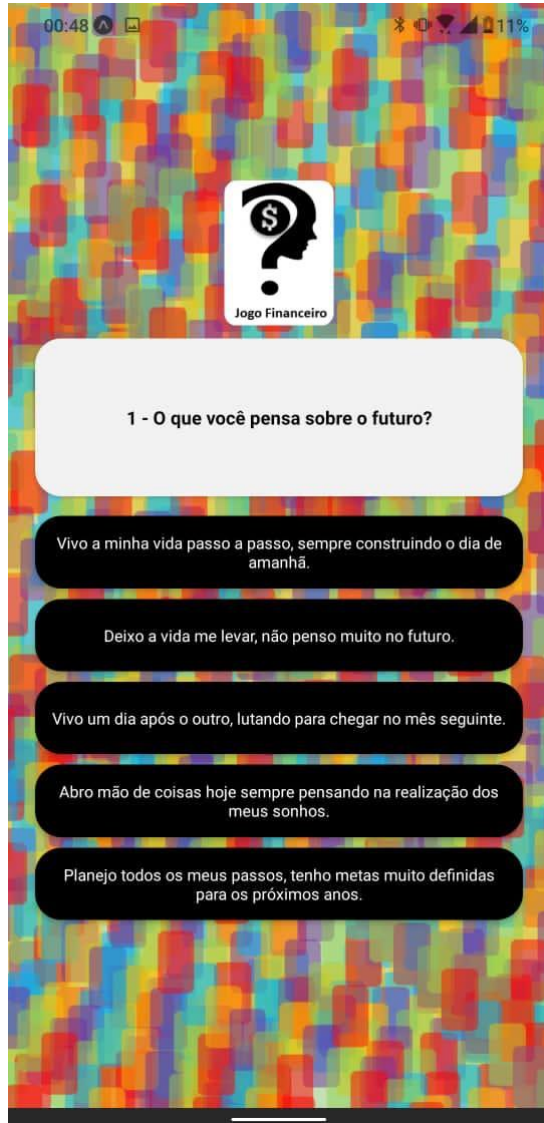 00:48
11%
$
Jogo Financeiro
1 - O que você pensa sobre o futuro?
Vivo a minha vida passo a passo, sempre construindo o dia de
amanhã.
Deixo a vida me levar, não penso muito no futuro.
Vivo um dia após o outro, lutando para chegar no mês seguinte.
Abro mão de coisas hoje sempre pensando na realização dos
meus sonhos.
Planejo todos os meus passos, tenho metas muito definidas
para os próximos anos.